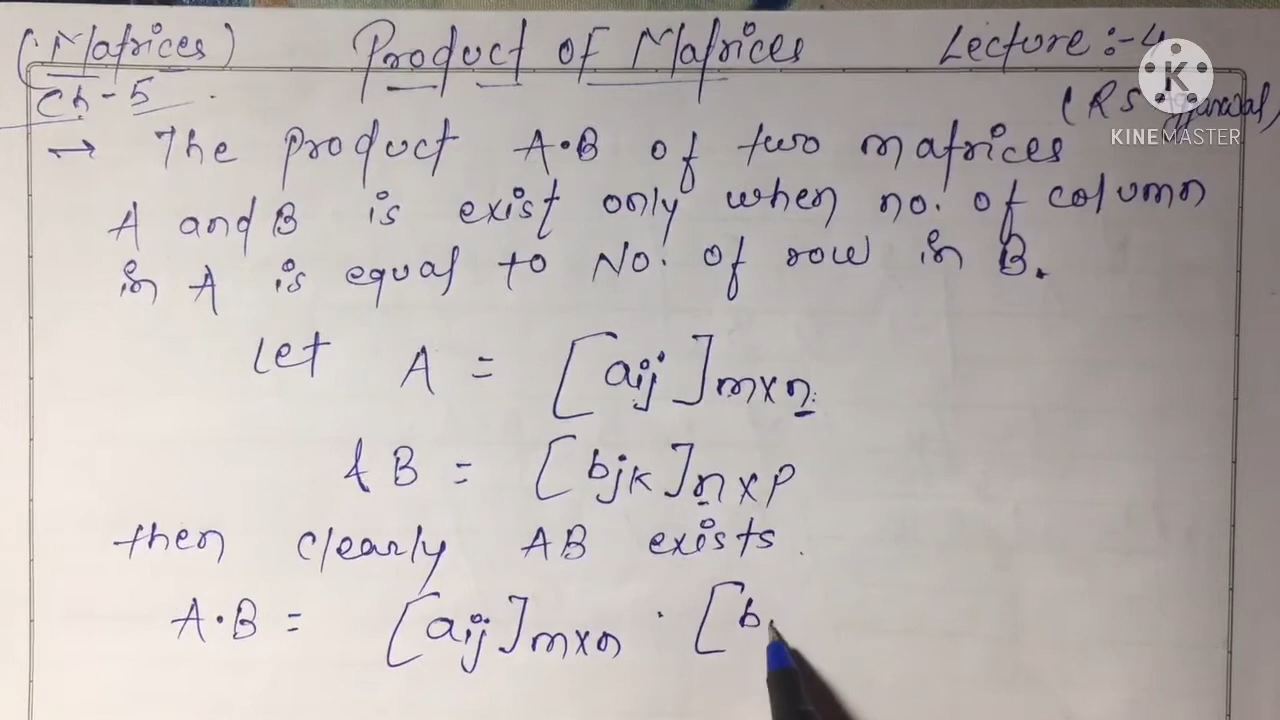 (Matrices) Product of Matrices Lecture :- 4
Ch - 5
(RS Aggarwal)
KINEMASTER
→ The product A·B of two matrices
A and B is exist only when no. of column
in A is equal to No. of row in B.
Let A = [aij]m×n
& B = [bjk]n×p
then clearly AB exists.
A·B = [aij]m×n · [b